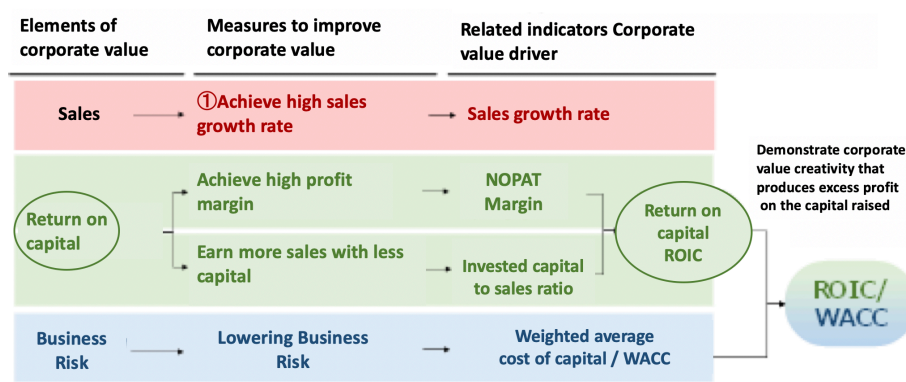 Elements of
corporate value
Measures to improve
corporate value
Related indicators Corporate
value driver
Sales
①Achieve high sales
growth rate
Sales growth rate
Return on
capital
Achieve high profit
margin
NOPAT
Margin
Earn more sales with less
capital
Invested capital
to sales ratio
Return on
capital
ROIC
Demonstrate corporate
value creativity that
produces excess profit
on the capital raised
Business
Risk
Lowering Business
Risk
Weighted average
cost of capital / WACC
ROIC/
WACC